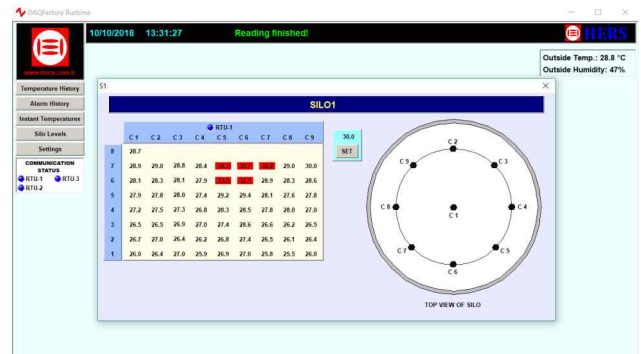 DAQFactory Runtime
10/10/2018 13:31:27 Reading finished!
HERS
Outside Temp.: 28.8 °C
Outside Humidity: 47%
Temperature History
Alarm History
Instant Temperatures
Silo Levels
Settings
COMMUNICATION
STATUS
RTU-1 RTU-3
RTU-2
S1
SILO1
RTU-1
C 1 C 2 C 3 C 4 C 5 C 6 C 7 C 8 C 9
8 28.7
7 28.9 29.0 28.8 28.4 29.0 30.0
6 28.1 28.3 28.1 27.9 28.9 28.3 28.6
5 27.9 27.8 28.0 27.4 29.2 29.4 28.1 27.6 27.8
4 27.2 27.5 27.3 26.8 28.3 28.5 27.8 28.0 27.0
3 26.5 26.5 26.9 27.0 27.4 28.6 26.6 26.2 26.5
2 26.7 27.0 26.4 26.2 26.8 27.4 26.5 26.1 26.4
1 26.0 26.4 27.0 25.9 26.9 27.0 25.8 25.5 26.0
30.0
SET
C 2
C 9 C 3
C 8 C 4
C 1
C 7 C 5
C 6
TOP VIEW OF SILO